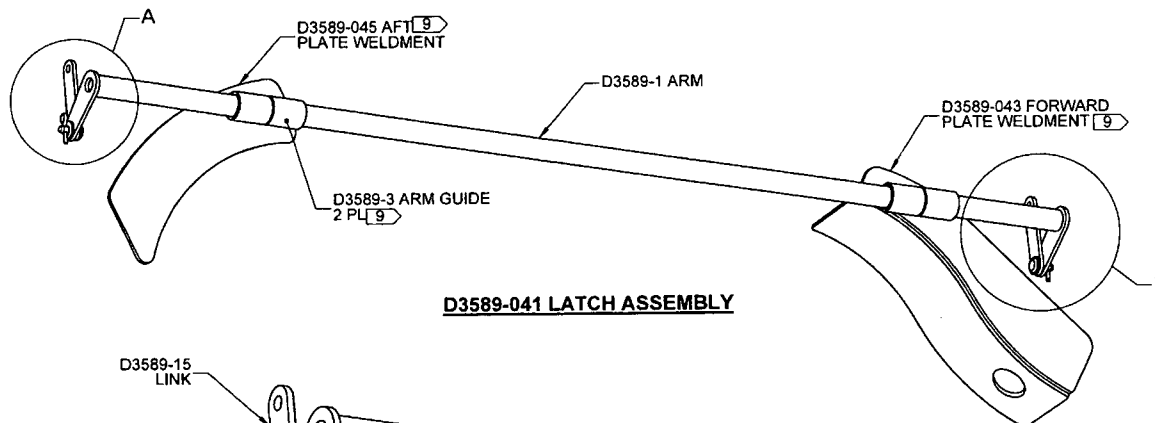 A
D3589-045 AFT 9
PLATE WELDMENT
D3589-1 ARM
D3589-043 FORWARD
PLATE WELDMENT 9
D3589-3 ARM GUIDE
2 PL 9
D3589-041 LATCH ASSEMBLY
D3589-15
LINK